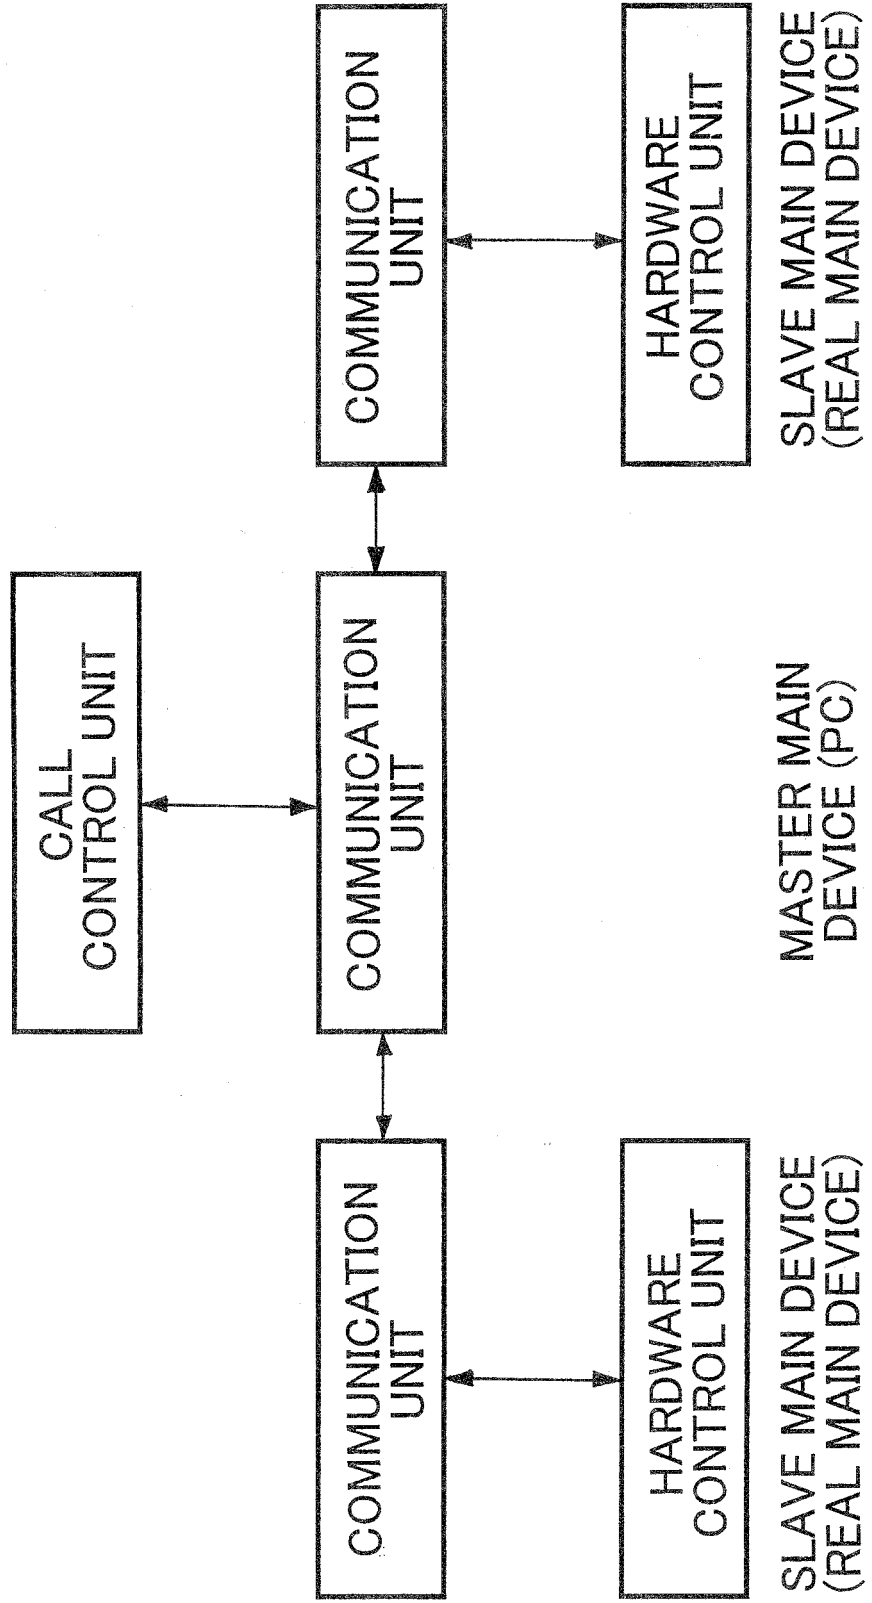 CALL
CONTROL UNIT
COMMUNICATION
UNIT
COMMUNICATION
UNIT
COMMUNICATION
UNIT
HARDWARE
CONTROL UNIT
HARDWARE
CONTROL UNIT
SLAVE MAIN DEVICE
(REAL MAIN DEVICE)
MASTER MAIN
DEVICE (PC)
SLAVE MAIN DEVICE
(REAL MAIN DEVICE)